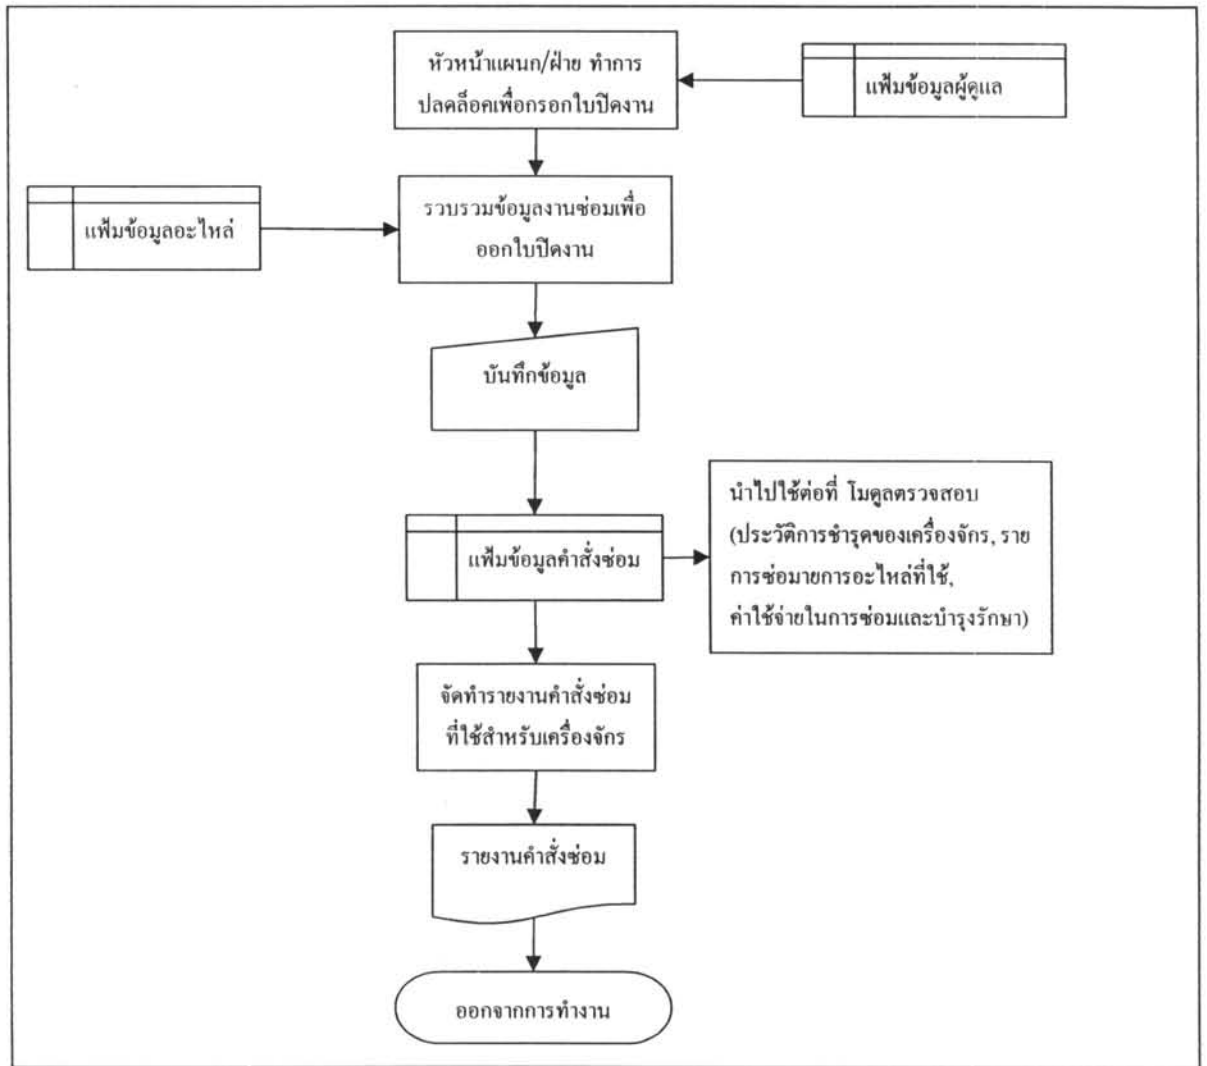 หัวหน้าแผนก/ฝ่าย ทำการ
ปลดล็อคเพื่อกรอกใบปิดงาน
แฟ้มข้อมูลผู้ดูแล
รวบรวมข้อมูลงานซ่อมเพื่อ
ออกใบปิดงาน
แฟ้มข้อมูลอะไหล่
บันทึกข้อมูล
แฟ้มข้อมูลคำสั่งซ่อม
นำไปใช้ต่อที่ โมดูลตรวจสอบ
(ประวัติการชำรุดของเครื่องจักร, ราย
การซ่อมายการอะไหล่ที่ใช้,
ค่าใช้จ่ายในการซ่อมและบำรุงรักษา)
จัดทำรายงานคำสั่งซ่อม
ที่ใช้สำหรับเครื่องจักร
รายงานคำสั่งซ่อม
ออกจากการทำงาน